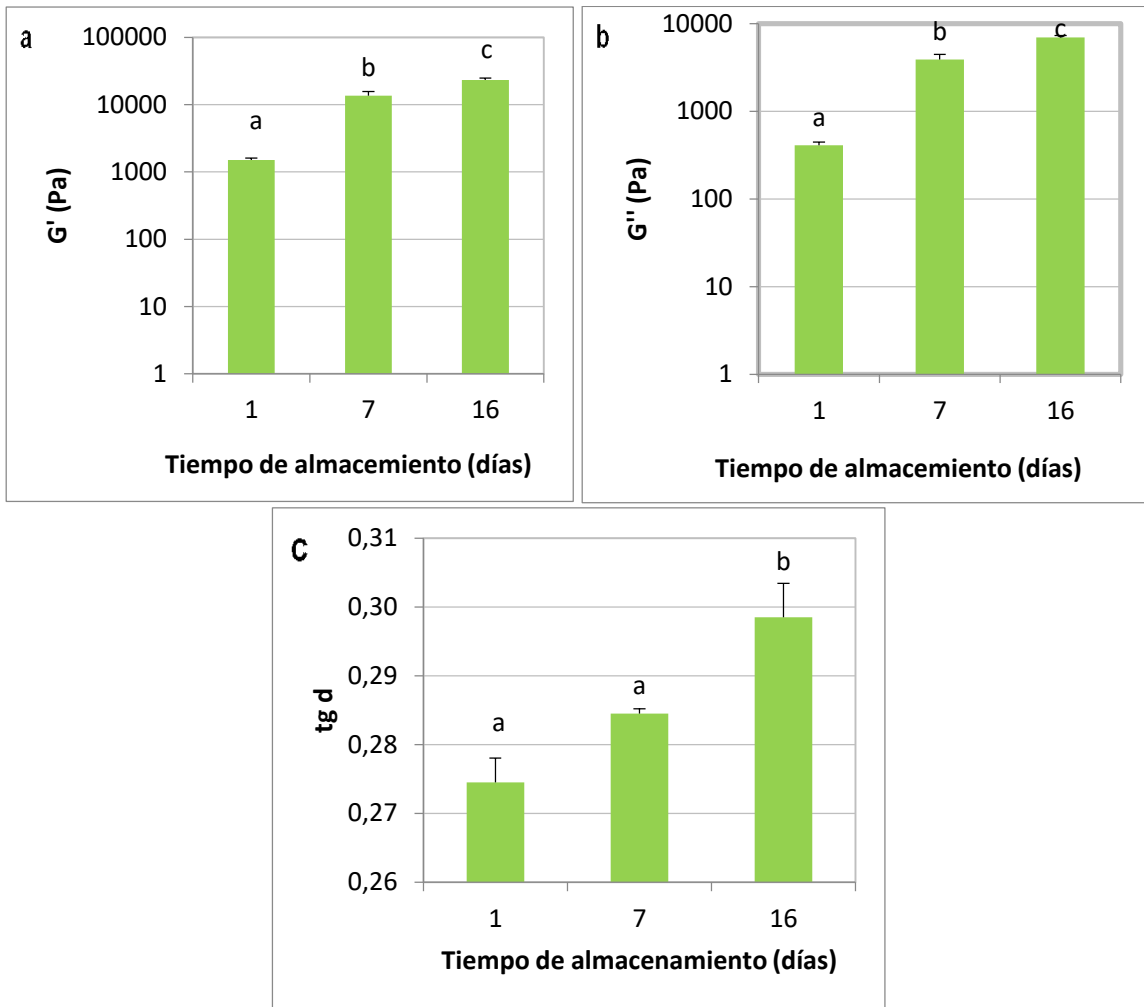 a
100000
10000
1000
100
10
1
G' (Pa)
a
b
c
1
7
16
Tiempo de almacemiento (días)
b
10000
1000
100
10
1
G'' (Pa)
a
b
c
1
7
16
Tiempo de almacemiento (días)
C
0,31
0,30
0,29
0,28
0,27
0,26
tg d
a
a
b
1
7
16
Tiempo de almacenamiento (días)